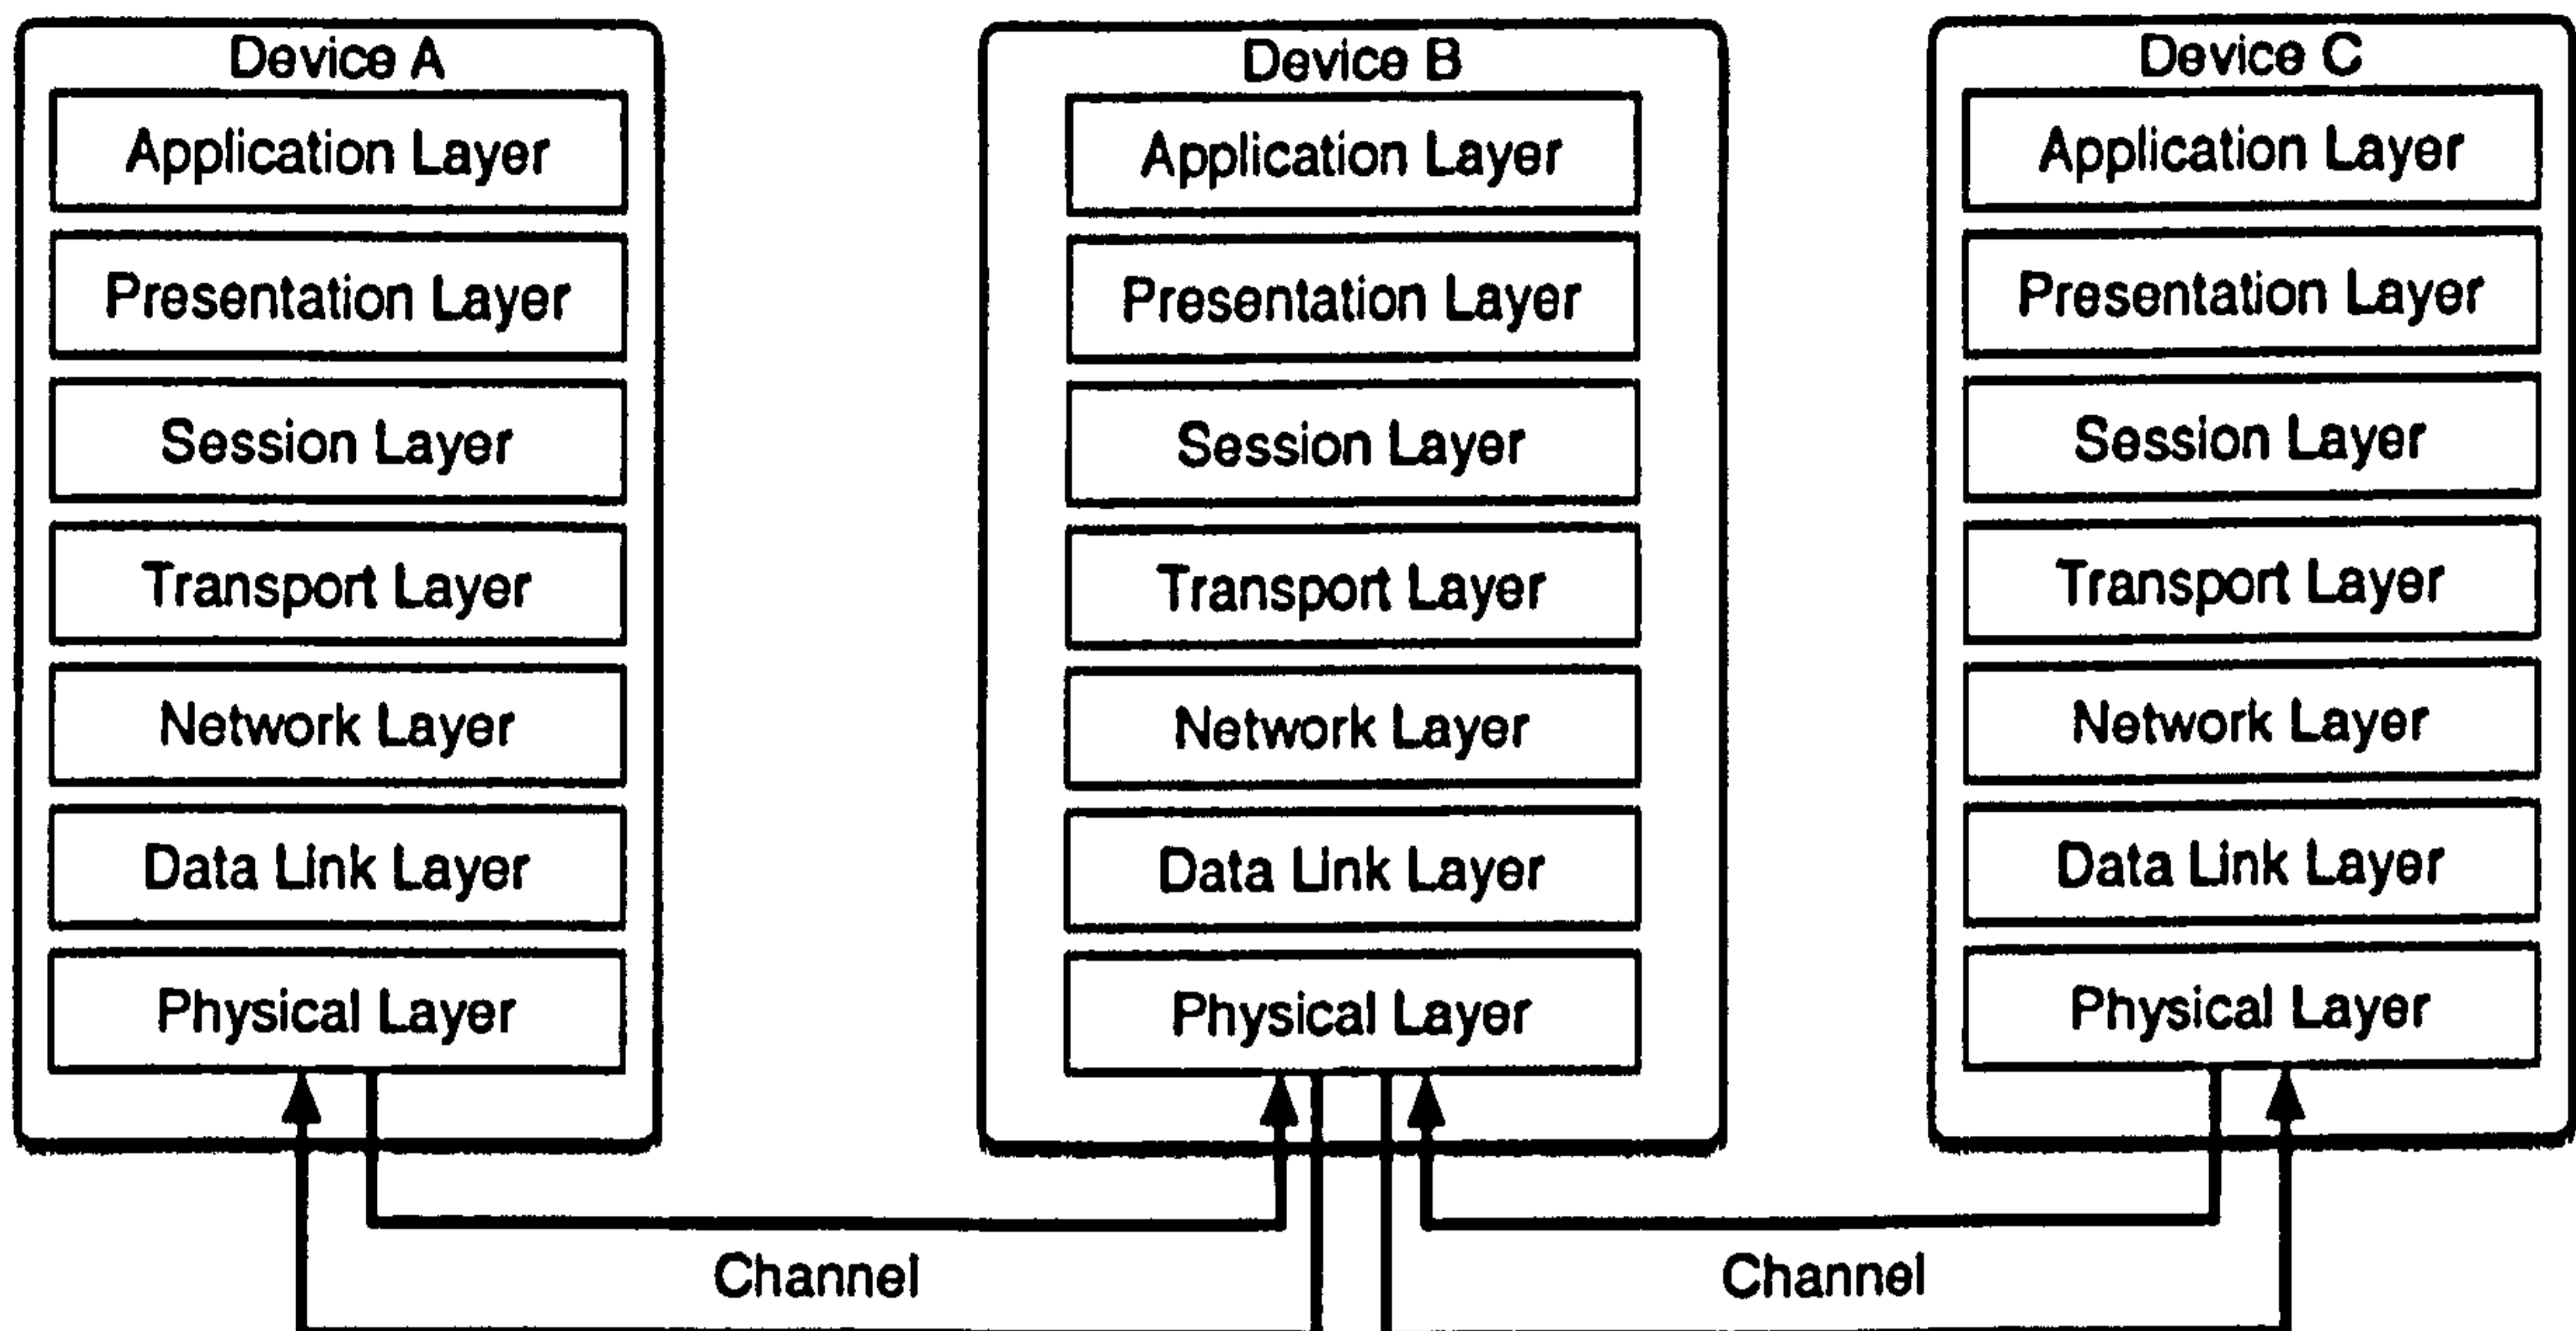 Device A
Application Layer
Presentation Layer
Session Layer
Transport Layer
Network Layer
Data Link Layer
Physical Layer
Device B
Application Layer
Presentation Layer
Session Layer
Transport Layer
Network Layer
Data Link Layer
Physical Layer
Device C
Application Layer
Presentation Layer
Session Layer
Transport Layer
Network Layer
Data Link Layer
Physical Layer
Channel
Channel